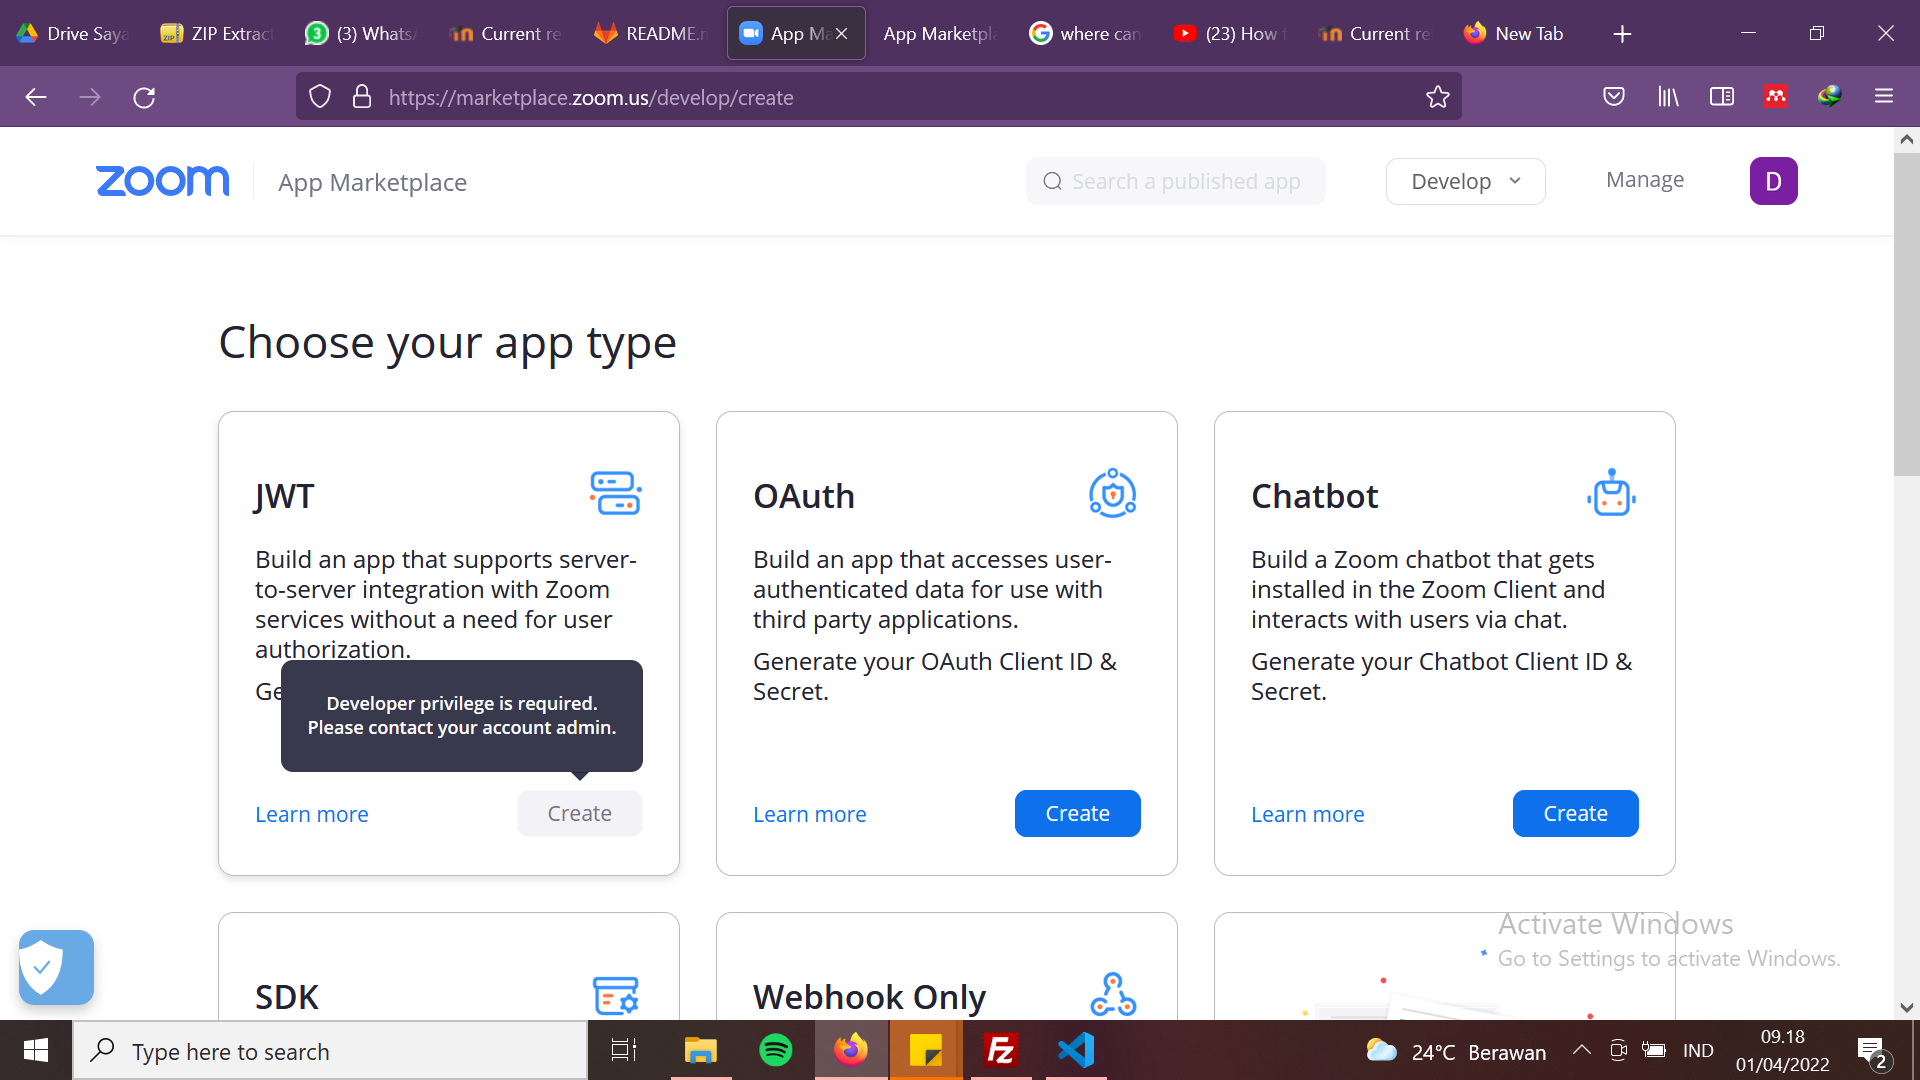 Drive Saya
ZIP Extract
(3) WhatsA
Current re
README.m
App Ma
App Marketpla
where can
(23) How t
Current re
New Tab
https://marketplace.zoom.us/develop/create
zoom
App Marketplace
Search a published app
Develop
Manage
D
Choose your app type
JWT
Build an app that supports server-
to-server integration with Zoom
services without a need for user
authorization.
Ge
Developer privilege is required.
Please contact your account admin.
Learn more
Create
OAuth
Build an app that accesses user-
authenticated data for use with
third party applications.
Generate your OAuth Client ID &
Secret.
Learn more
Create
Chatbot
Build a Zoom chatbot that gets
installed in the Zoom Client and
interacts with users via chat.
Generate your Chatbot Client ID &
Secret.
Learn more
Create
SDK
Webhook Only
Activate Windows
Go to Settings to activate Windows.
Type here to search
24°C Berawan
IND
09.18
01/04/2022
2